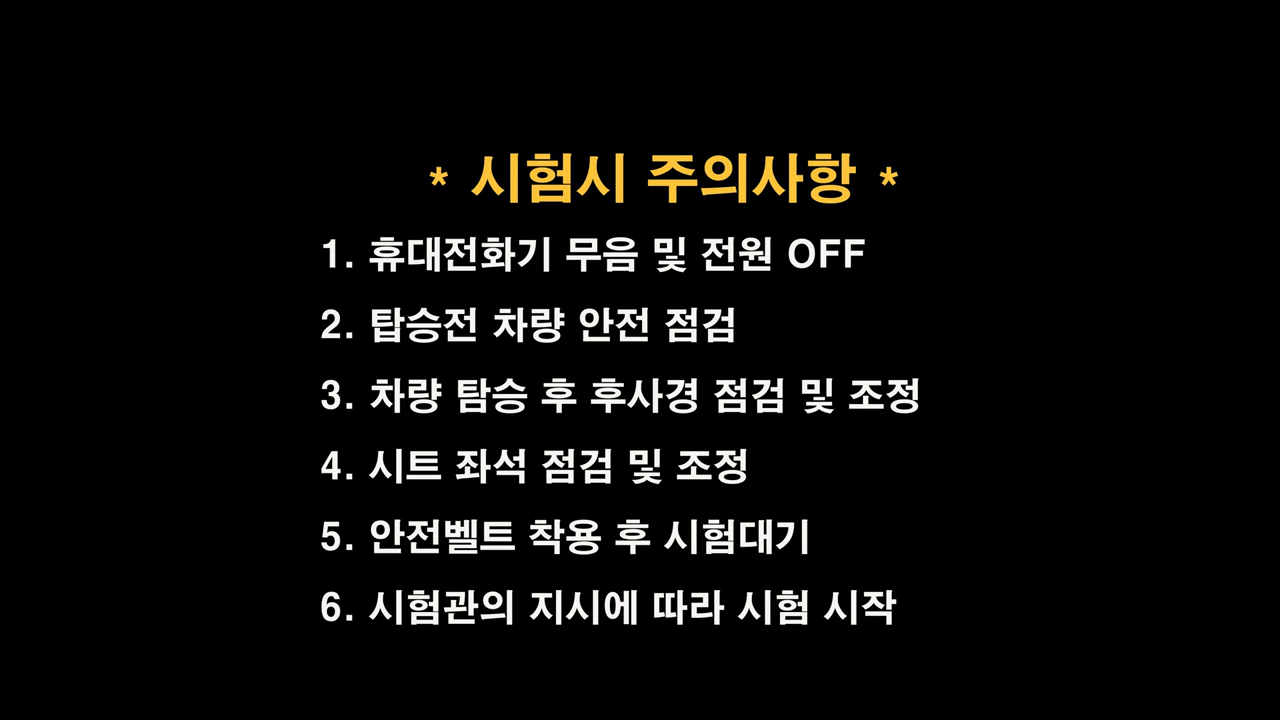 * 시험시 주의사항 *
1. 휴대전화기 무음 및 전원 OFF
2. 탑승전 차량 안전 점검
3. 차량 탐승 후 후사경 점검 및 조정
4. 시트 좌석 점검 및 조정
5. 안전벨트 착용 후 시험대기
6. 시험관의 지시에 따라 시험 시작